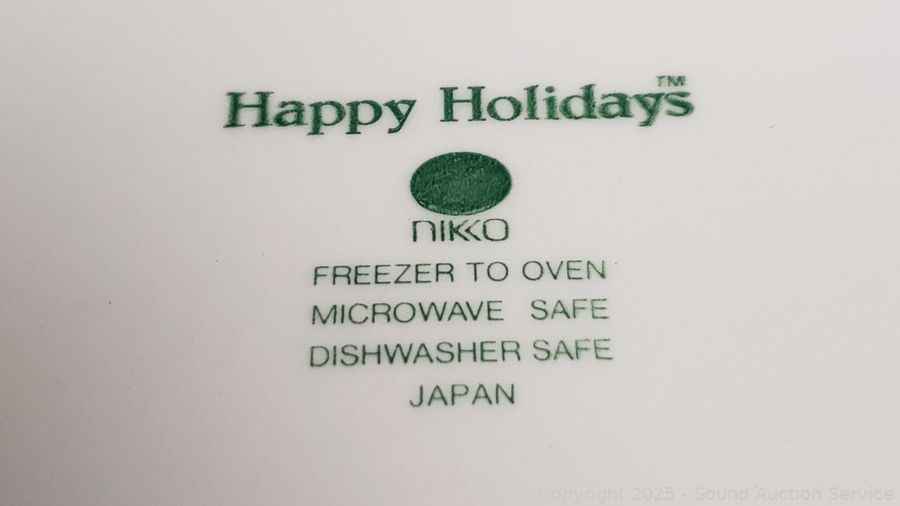 Happy Holidays™
NIKKO
FREEZER TO OVEN
MICROWAVE SAFE
DISHWASHER SAFE
JAPAN
Copyright 2025 - Sound Auction Service